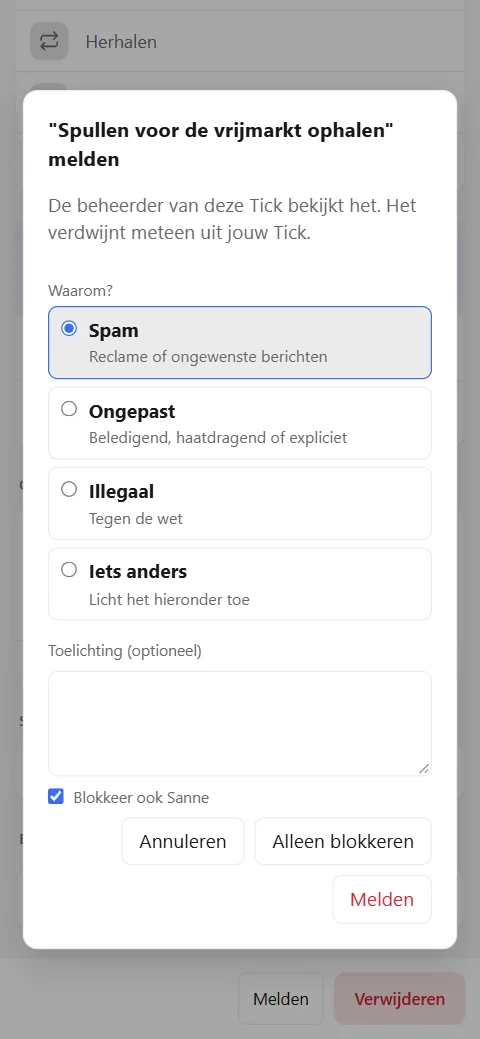 Herhalen
"Spullen voor de vrijmarkt ophalen"
melden
De beheerder van deze Tick bekijkt het. Het
verdwijnt meteen uit jouw Tick.
Waarom?
Spam
Reclame of ongewenste berichten
Ongepast
Beledigend, haatdragend of expliciet
Illegaal
Tegen de wet
Iets anders
Licht het hieronder toe
Toelichting (optioneel)
Blokkeer ook Sanne
Annuleren
Alleen blokkeren
Melden
Melden
Verwijderen